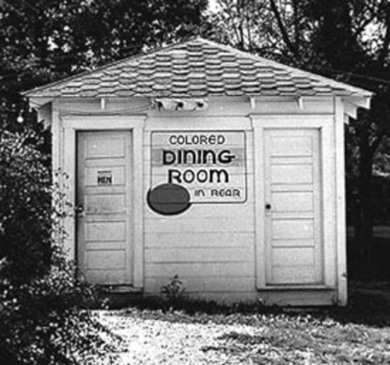 COLORED
DINING
ROOM
IN REAR
MEN